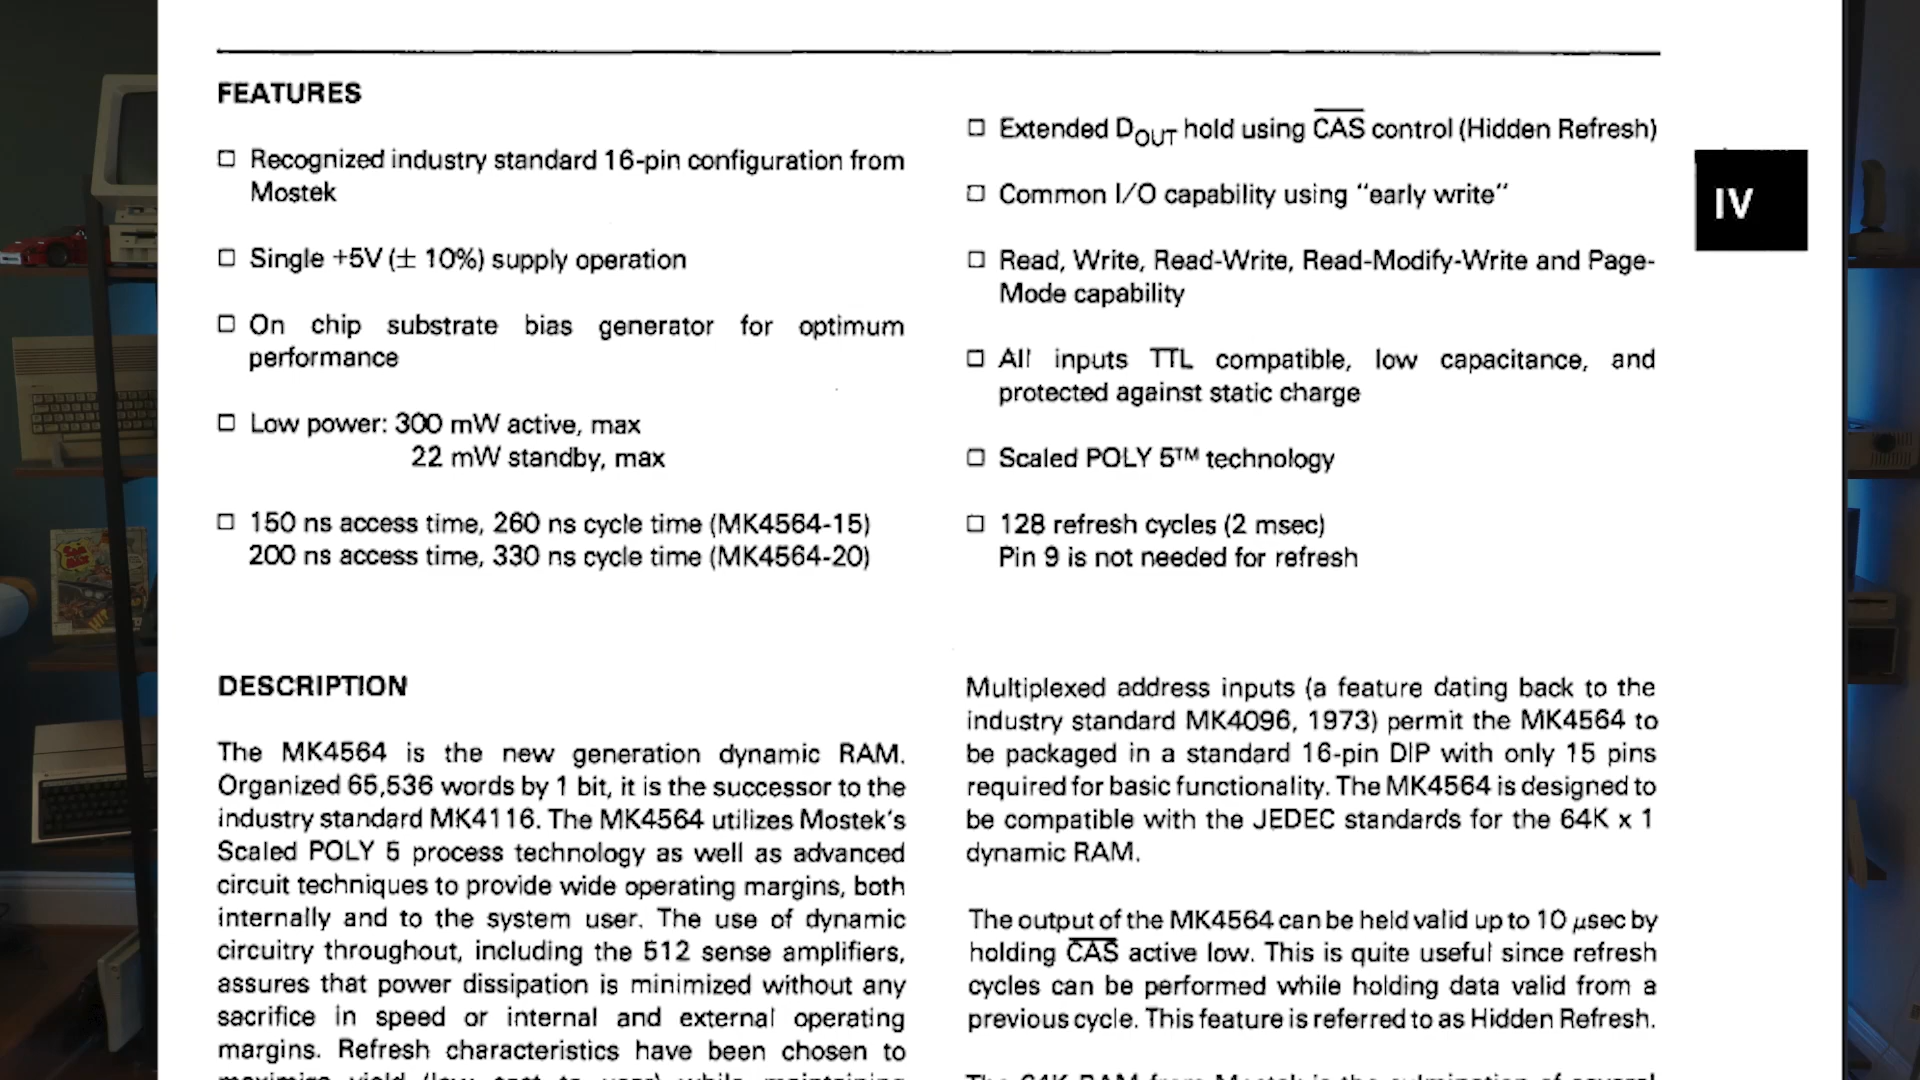 FEATURES
☐ Recognized industry standard 16-pin configuration from
Mostek
☐ Single +5V (± 10%) supply operation
☐ On chip substrate bias generator for optimum
performance
☐ Low power: 300 mW active, max
22 mW standby, max
☐ 150 ns access time, 260 ns cycle time (MK4564-15)
200 ns access time, 330 ns cycle time (MK4564-20)
☐ Extended DOUT hold using C̅A̅S̅ control (Hidden Refresh)
☐ Common I/O capability using "early write"
☐ Read, Write, Read-Write, Read-Modify-Write and Page-
Mode capability
☐ All inputs TTL compatible, low capacitance, and
protected against static charge
☐ Scaled POLY 5™ technology
☐ 128 refresh cycles (2 msec)
Pin 9 is not needed for refresh
IV
DESCRIPTION
The MK4564 is the new generation dynamic RAM.
Organized 65,536 words by 1 bit, it is the successor to the
industry standard MK4116. The MK4564 utilizes Mostek's
Scaled POLY 5 process technology as well as advanced
circuit techniques to provide wide operating margins, both
internally and to the system user. The use of dynamic
circuitry throughout, including the 512 sense amplifiers,
assures that power dissipation is minimized without any
sacrifice in speed or internal and external operating
margins. Refresh characteristics have been chosen to
Multiplexed address inputs (a feature dating back to the
industry standard MK4096, 1973) permit the MK4564 to
be packaged in a standard 16-pin DIP with only 15 pins
required for basic functionality. The MK4564 is designed to
be compatible with the JEDEC standards for the 64K x 1
dynamic RAM.
The output of the MK4564 can be held valid up to 10 μsec by
holding C̅A̅S̅ active low. This is quite useful since refresh
cycles can be performed while holding data valid from a
previous cycle. This feature is referred to as Hidden Refresh.